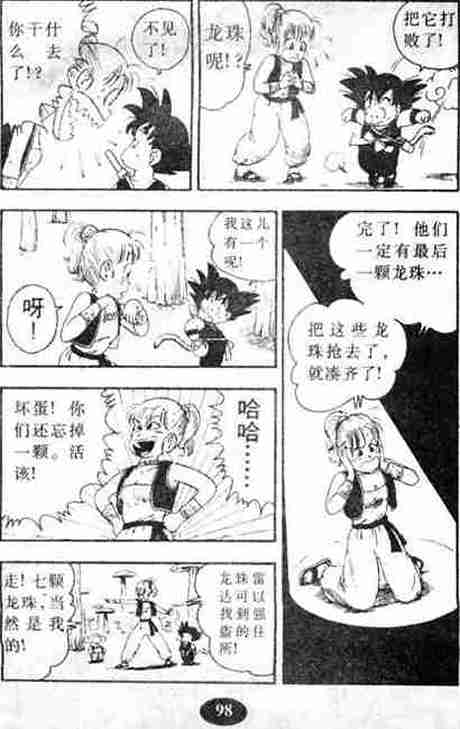 把它打
败了!
龙珠
呢!?
不见
了!
你干什
么去
了!?
完了! 他们
一定有最后
一颗龙珠…
把这些龙
珠抢去了,
就凑齐了!
我这儿
有一个
呢!
呀!
哈哈……
坏蛋! 你
们还忘掉
一颗。活
该!
龙珠雷
达可以
找到强
盗的住
所!
走! 七颗
龙珠,当
然是我
的!
98